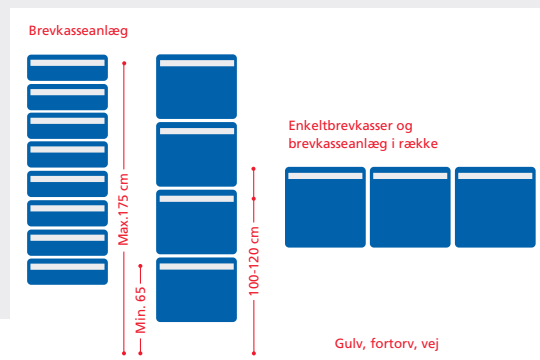 Brevkasseanlæg
Enkeltbrevkasser og
brevkasseanlæg i række
Max.175 cm
Min. 65
100-120 cm
Gulv, fortorv, vej